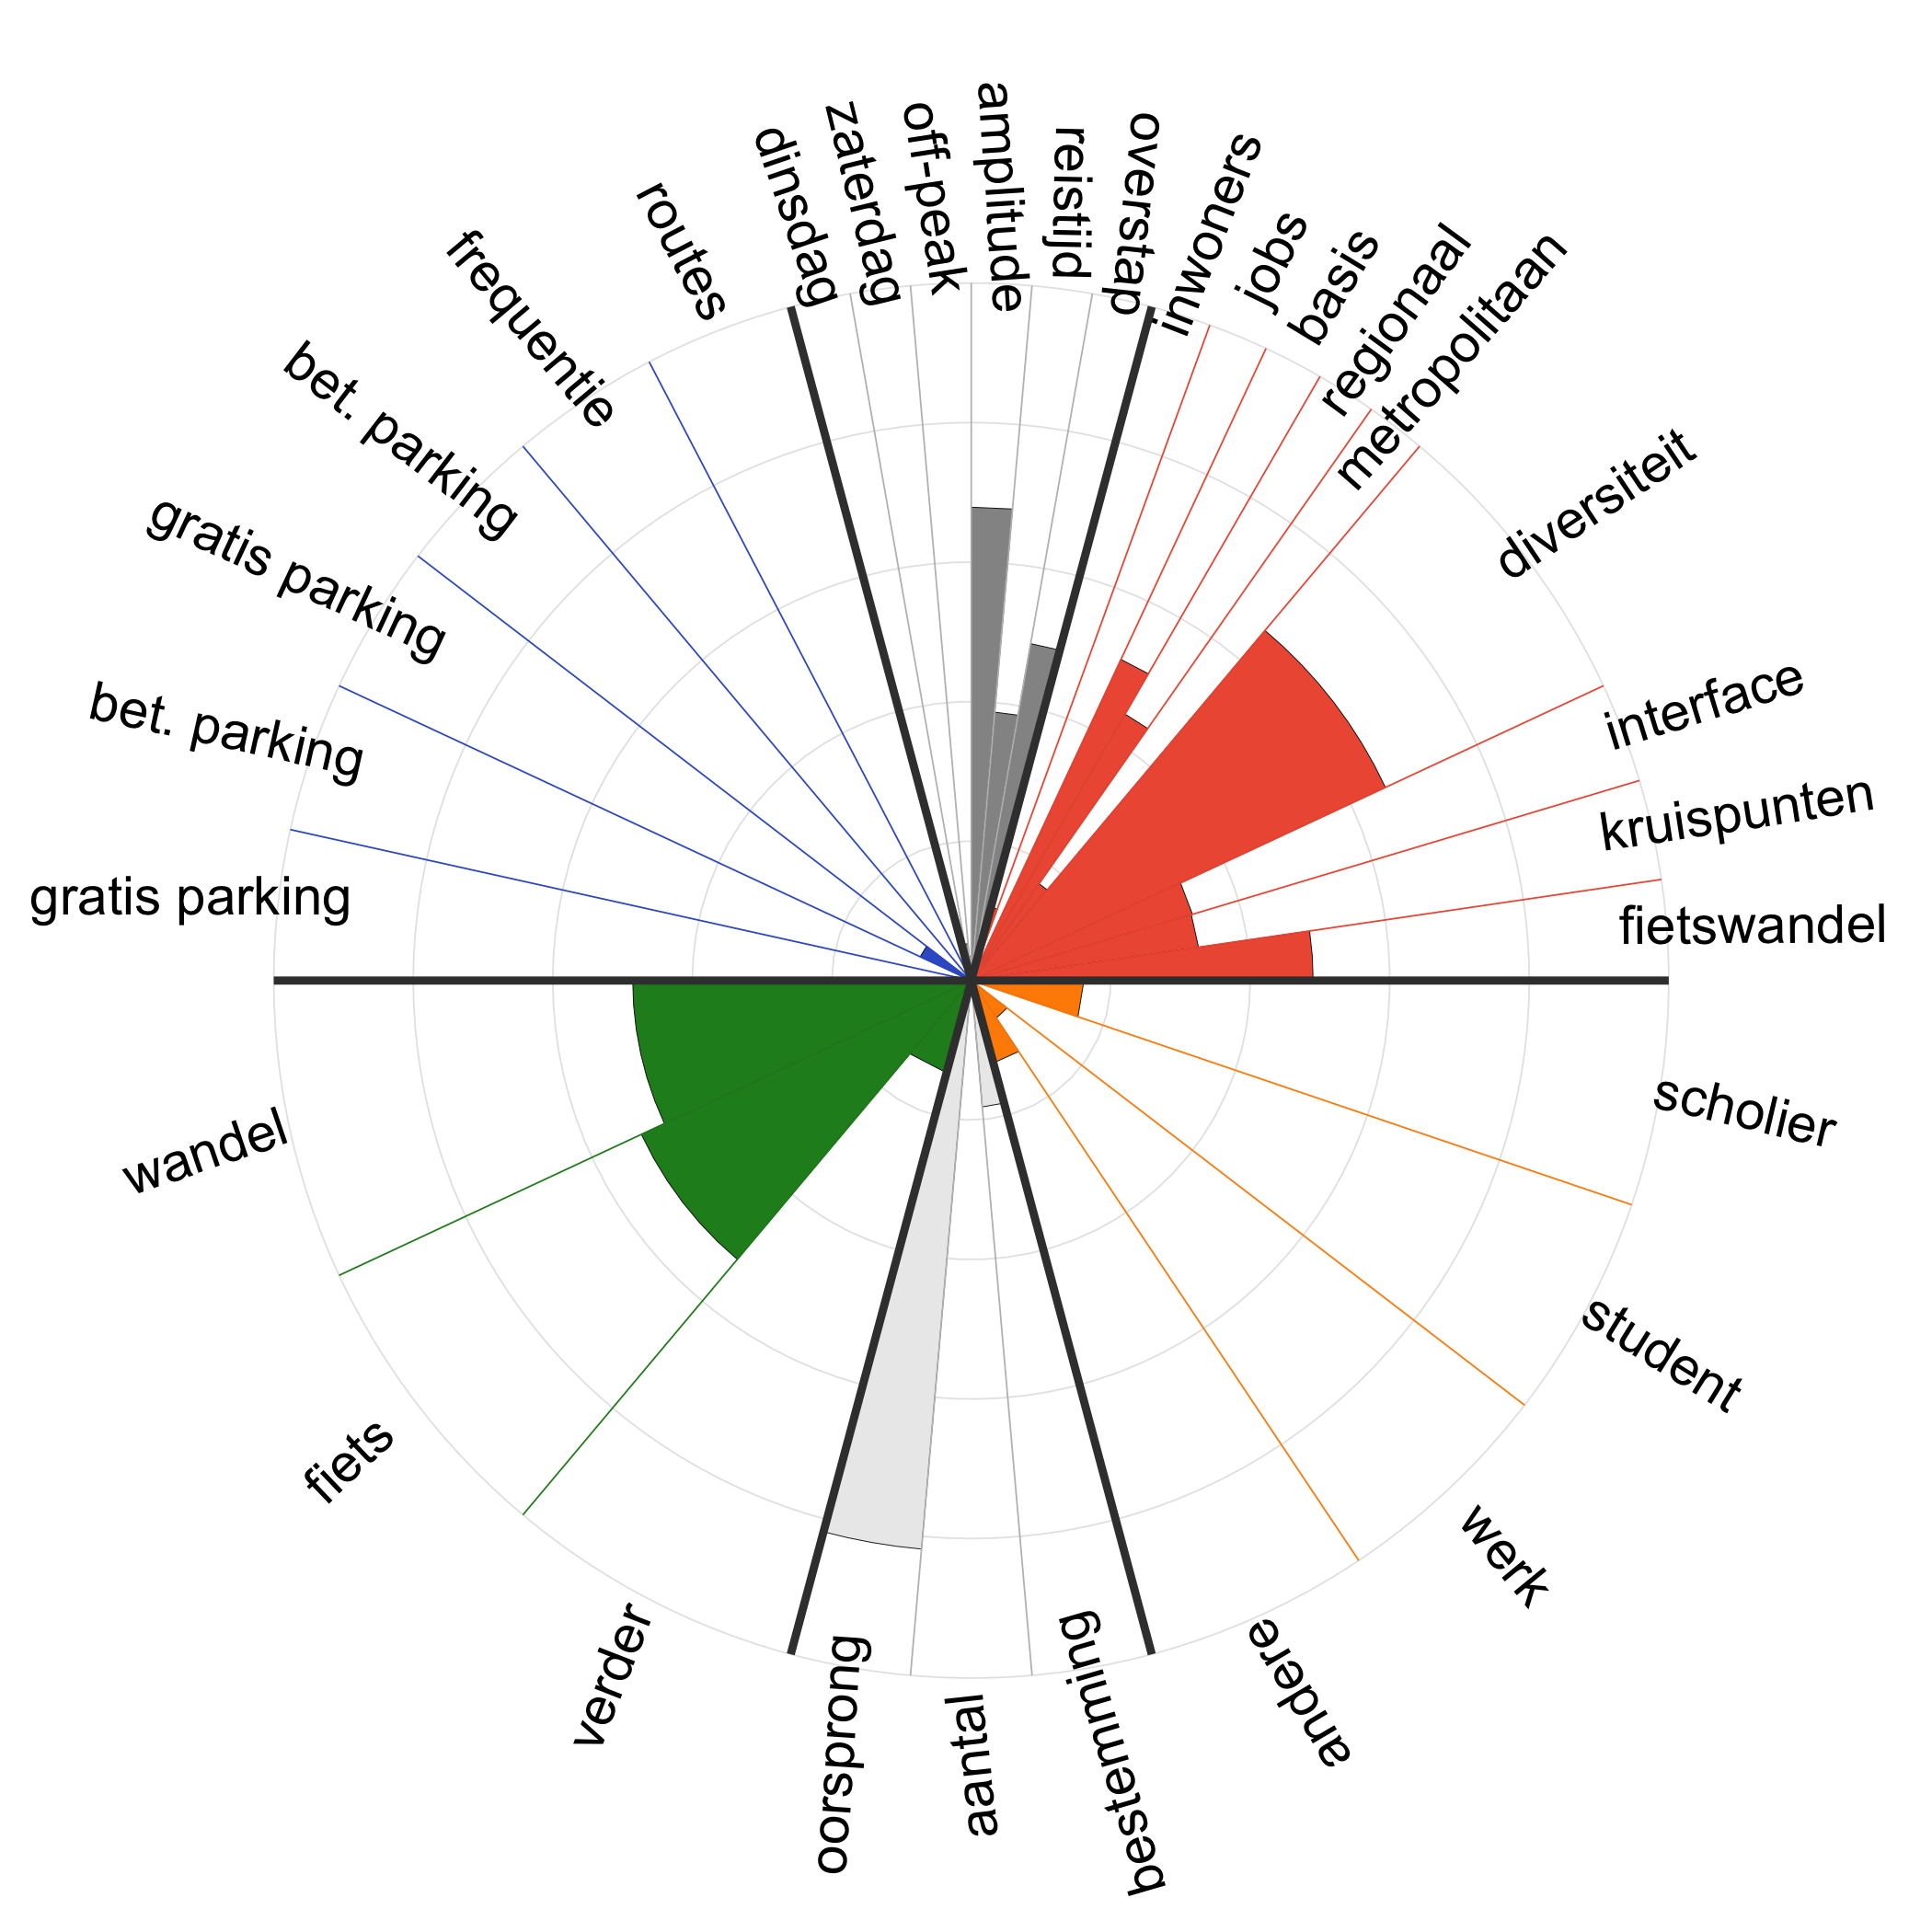 dinsdag
zaterdag
off-peak
amplitude
reistijd
overstap
inwoners
jobs
basis
regionaal
metropolitaan
diversiteit
interface
kruispunten
fietswandel
scholier
student
werk
andere
bestemming
aantal
oorsprong
verder
fiets
wandel
gratis parking
bet. parking
gratis parking
bet. parking
frequentie
routes